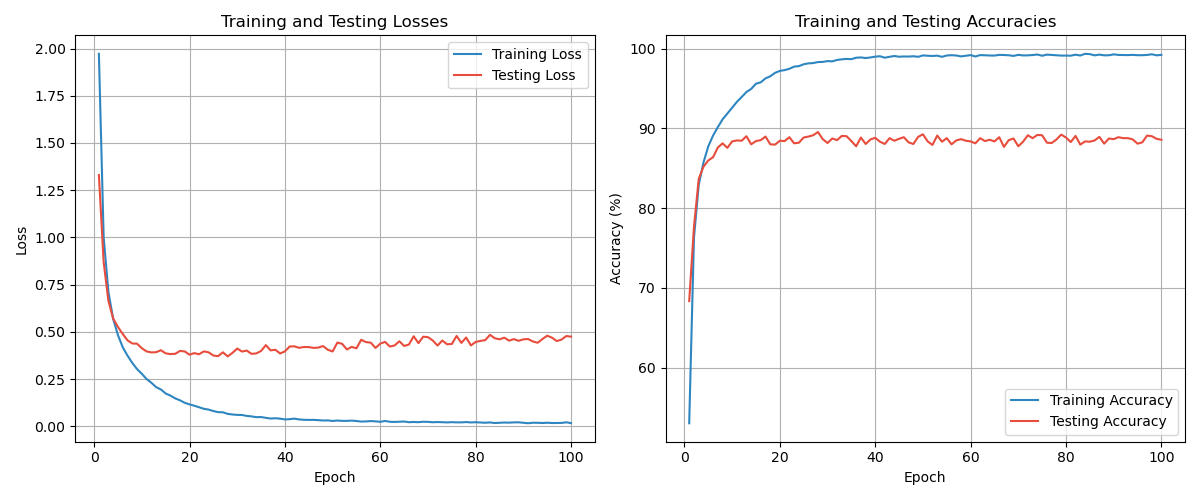 Training and Testing Losses
2.00
1.75
1.50
1.25
1.00
0.75
0.50
0.25
0.00
Loss
0 20 40 60 80 100
Epoch
Training Loss
Testing Loss
Training and Testing Accuracies
100
90
80
70
60
Accuracy (%)
0 20 40 60 80 100
Epoch
Training Accuracy
Testing Accuracy